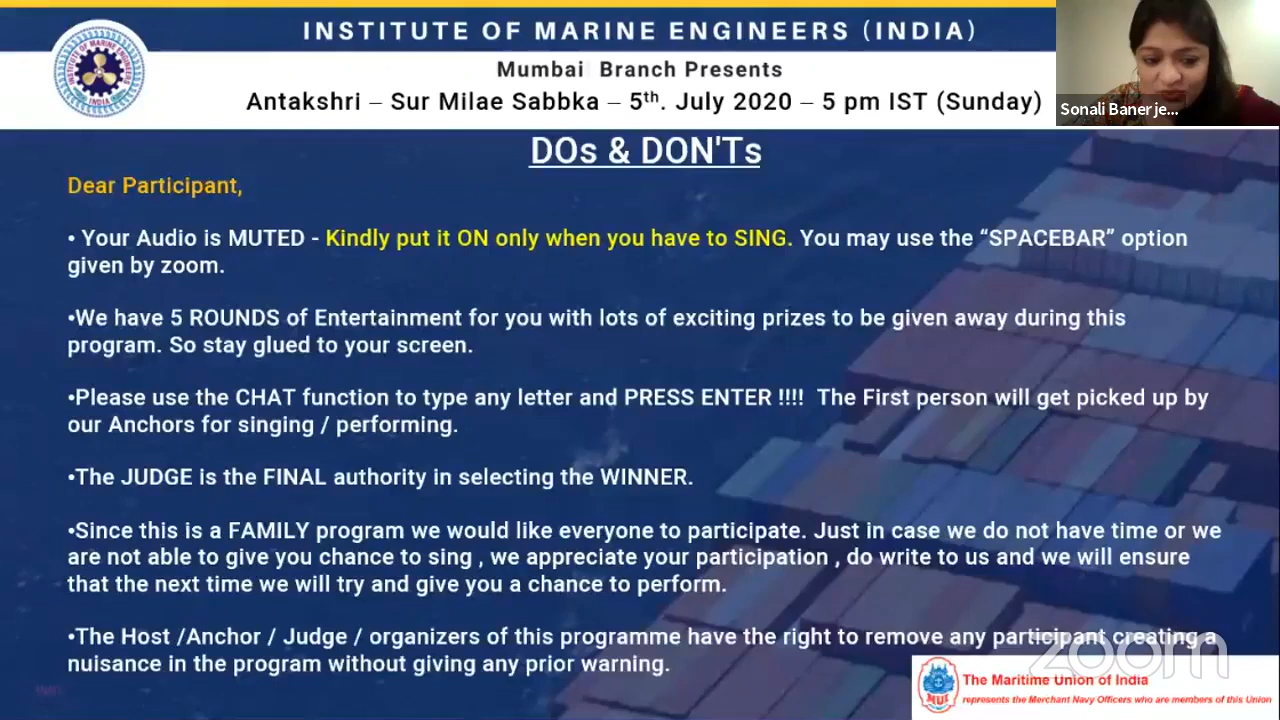 INSTITUTE OF MARINE ENGINEERS (INDIA)
Mumbai Branch Presents
Antakshri – Sur Milae Sabbka – 5th. July 2020 – 5 pm IST (Sunday)
INSTITUTE OF MARINE ENGINEERS
INDIA
Sonali Banerje...
DOs & DON'Ts
Dear Participant,
• Your Audio is MUTED - Kindly put it ON only when you have to SING. You may use the “SPACEBAR” option
given by zoom.
•We have 5 ROUNDS of Entertainment for you with lots of exciting prizes to be given away during this
program. So stay glued to your screen.
•Please use the CHAT function to type any letter and PRESS ENTER !!!! The First person will get picked up by
our Anchors for singing / performing.
•The JUDGE is the FINAL authority in selecting the WINNER.
•Since this is a FAMILY program we would like everyone to participate. Just in case we do not have time or we
are not able to give you chance to sing , we appreciate your participation , do write to us and we will ensure
that the next time we will try and give you a chance to perform.
•The Host /Anchor / Judge / organizers of this programme have the right to remove any participant creating a
nuisance in the program without giving any prior warning.
zoom
MUI
The Maritime Union of India
represents the Merchant Navy Officers who are members of this Union